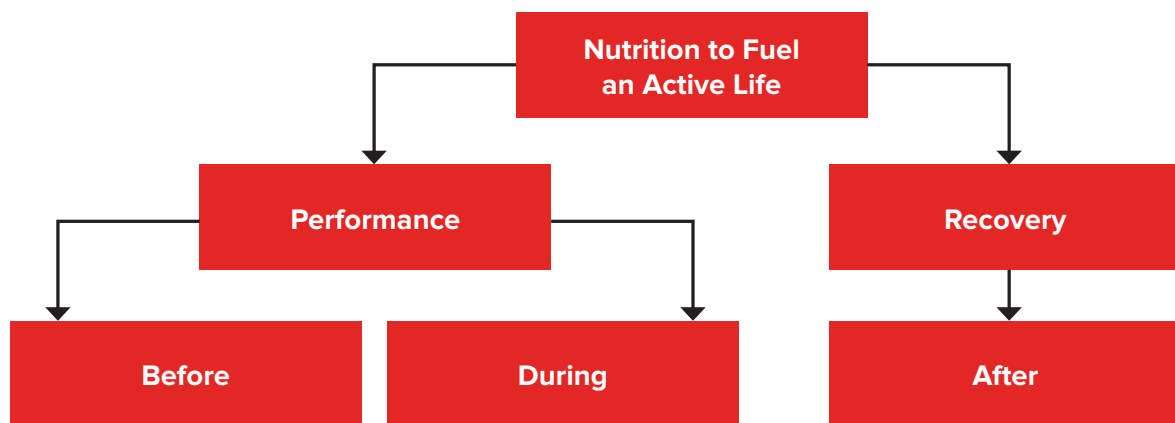 Nutrition to Fuel
an Active Life
Performance
Recovery
Before
During
After